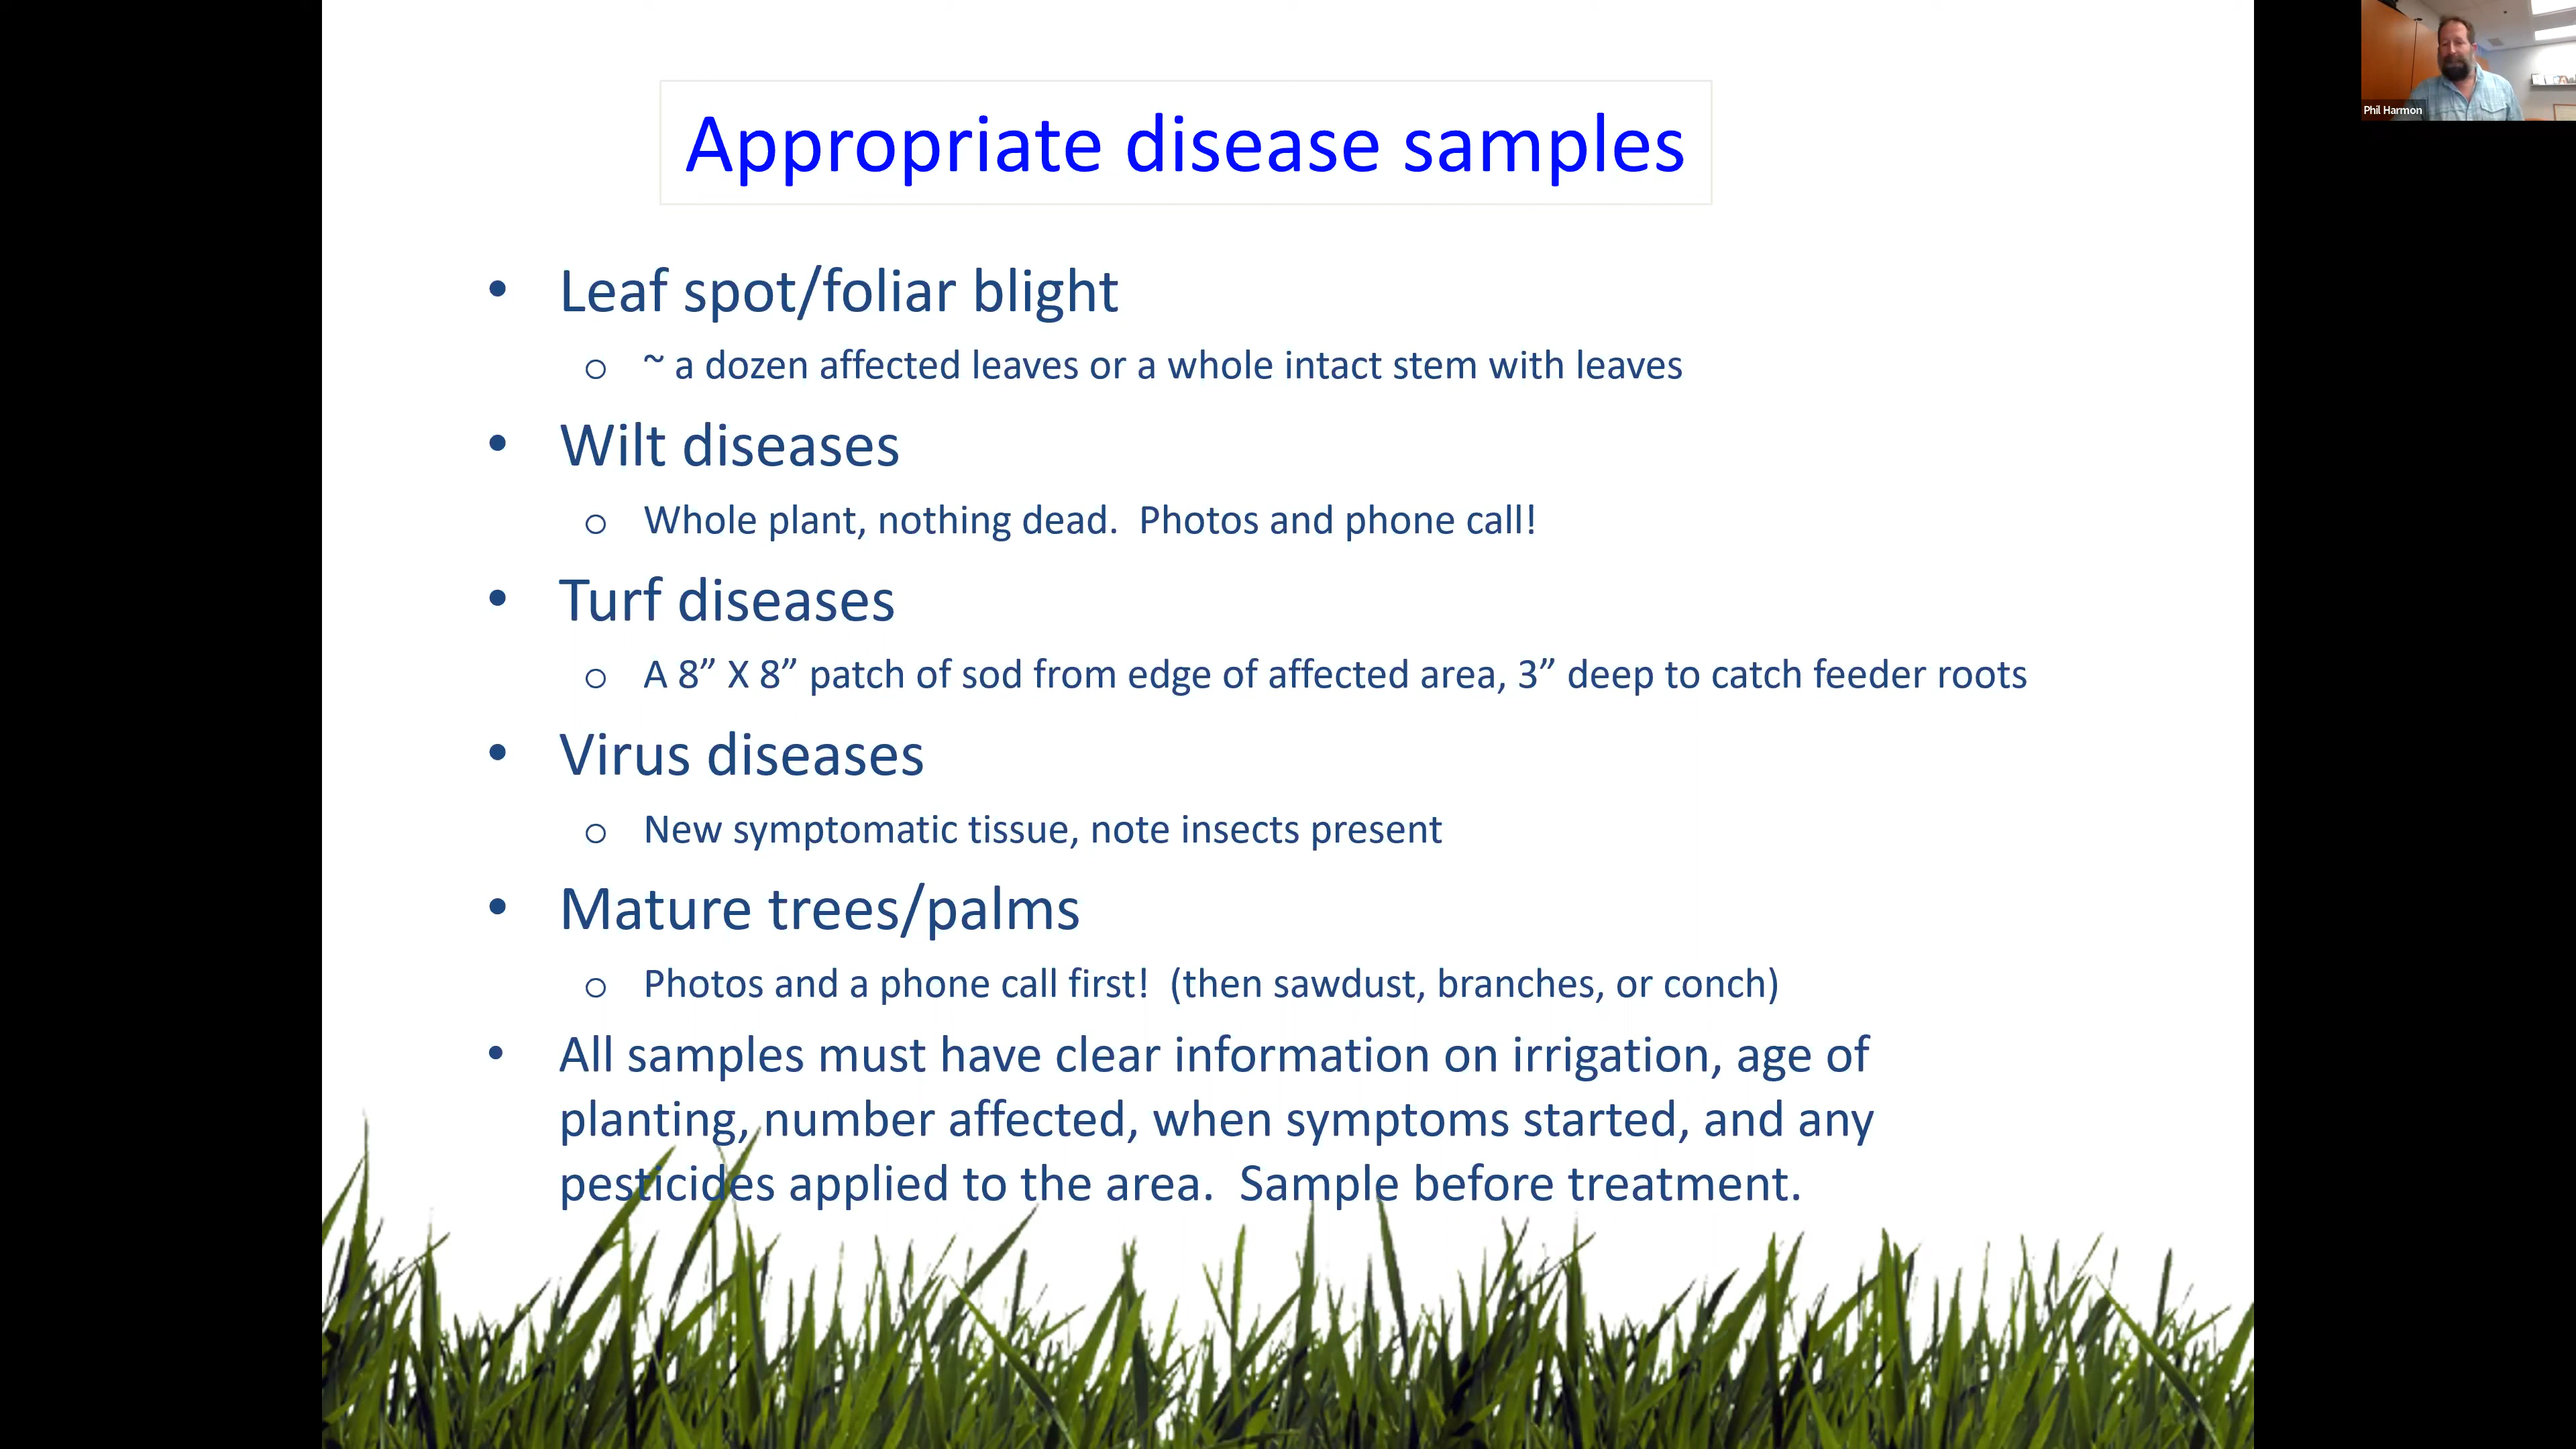 Appropriate disease samples
• Leaf spot/foliar blight
o ~ a dozen affected leaves or a whole intact stem with leaves
• Wilt diseases
o Whole plant, nothing dead.  Photos and phone call!
• Turf diseases
o A 8” X 8” patch of sod from edge of affected area, 3” deep to catch feeder roots
• Virus diseases
o New symptomatic tissue, note insects present
• Mature trees/palms
o Photos and a phone call first!  (then sawdust, branches, or conch)
• All samples must have clear information on irrigation, age of
planting, number affected, when symptoms started, and any
pesticides applied to the area.  Sample before treatment.
Phil Harmon